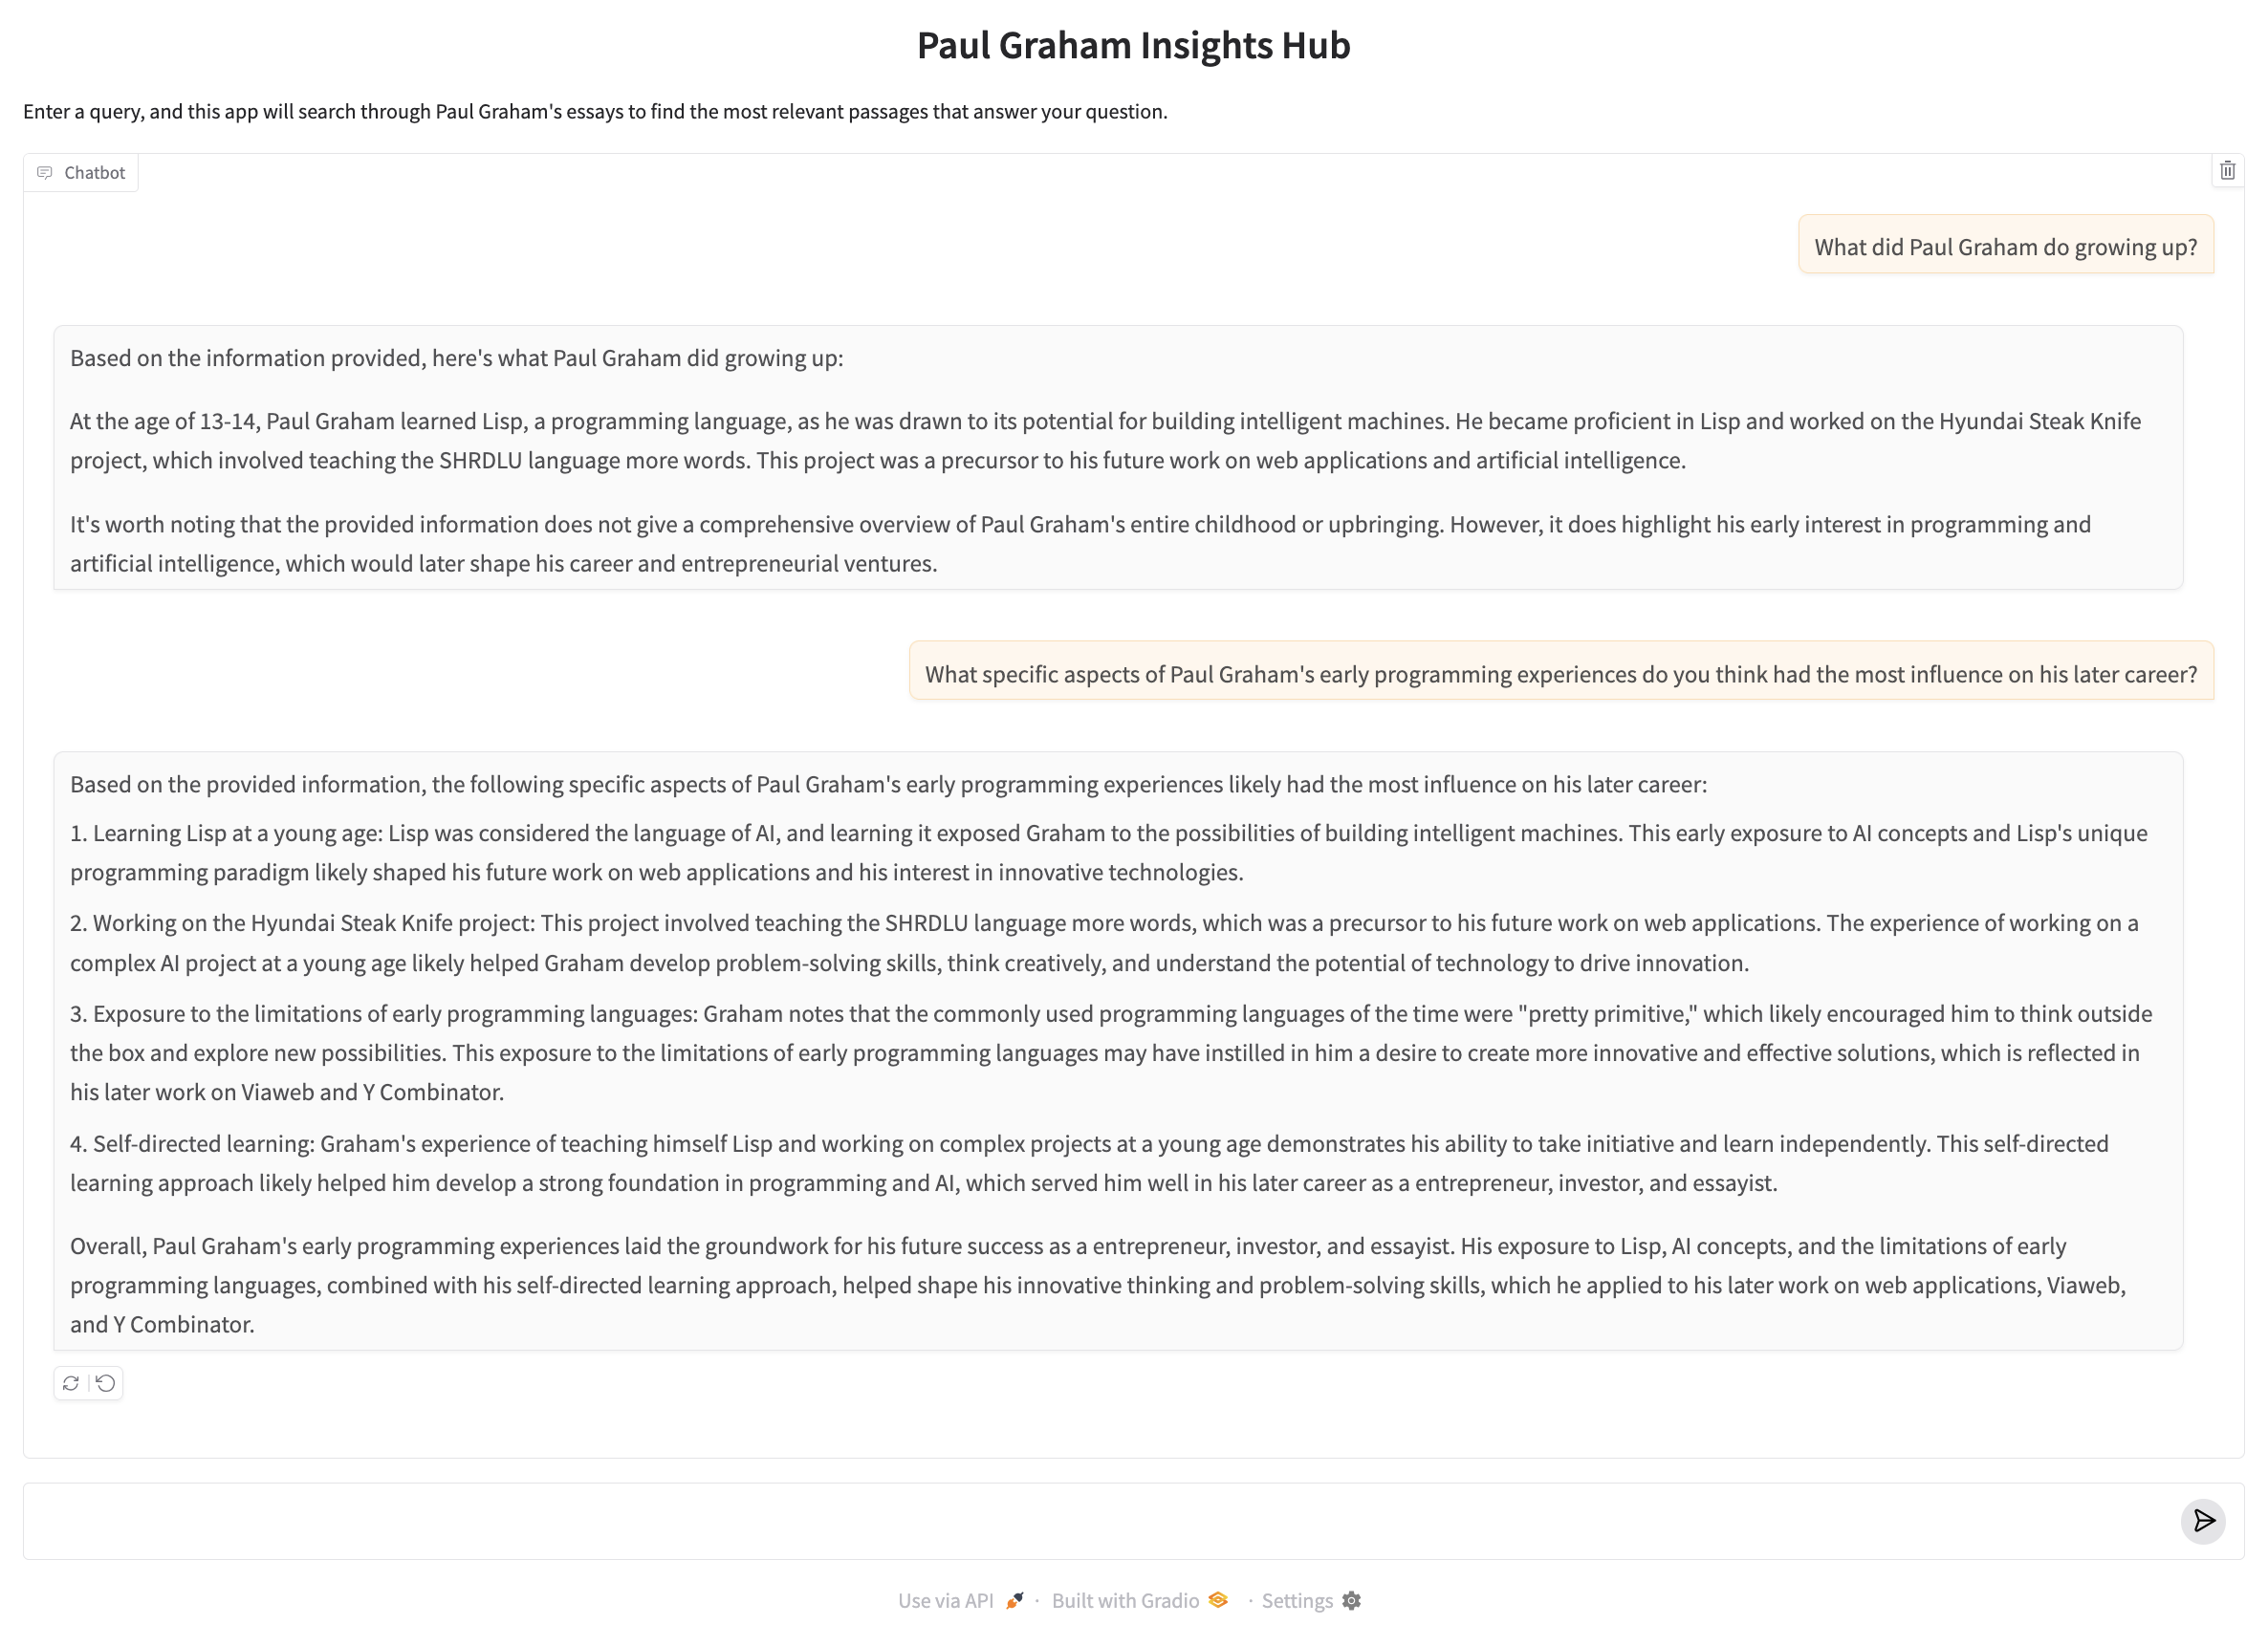 Paul Graham Insights Hub
Enter a query, and this app will search through Paul Graham's essays to find the most relevant passages that answer your question.
Chatbot
What did Paul Graham do growing up?
Based on the information provided, here's what Paul Graham did growing up:
At the age of 13-14, Paul Graham learned Lisp, a programming language, as he was drawn to its potential for building intelligent machines. He became proficient in Lisp and worked on the Hyundai Steak Knife
project, which involved teaching the SHRDLU language more words. This project was a precursor to his future work on web applications and artificial intelligence.
It's worth noting that the provided information does not give a comprehensive overview of Paul Graham's entire childhood or upbringing. However, it does highlight his early interest in programming and
artificial intelligence, which would later shape his career and entrepreneurial ventures.
What specific aspects of Paul Graham's early programming experiences do you think had the most influence on his later career?
Based on the provided information, the following specific aspects of Paul Graham's early programming experiences likely had the most influence on his later career:
1. Learning Lisp at a young age: Lisp was considered the language of AI, and learning it exposed Graham to the possibilities of building intelligent machines. This early exposure to AI concepts and Lisp's unique
programming paradigm likely shaped his future work on web applications and his interest in innovative technologies.
2. Working on the Hyundai Steak Knife project: This project involved teaching the SHRDLU language more words, which was a precursor to his future work on web applications. The experience of working on a
complex AI project at a young age likely helped Graham develop problem-solving skills, think creatively, and understand the potential of technology to drive innovation.
3. Exposure to the limitations of early programming languages: Graham notes that the commonly used programming languages of the time were "pretty primitive," which likely encouraged him to think outside
the box and explore new possibilities. This exposure to the limitations of early programming languages may have instilled in him a desire to create more innovative and effective solutions, which is reflected in
his later work on Viaweb and Y Combinator.
4. Self-directed learning: Graham's experience of teaching himself Lisp and working on complex projects at a young age demonstrates his ability to take initiative and learn independently. This self-directed
learning approach likely helped him develop a strong foundation in programming and AI, which served him well in his later career as a entrepreneur, investor, and essayist.
Overall, Paul Graham's early programming experiences laid the groundwork for his future success as a entrepreneur, investor, and essayist. His exposure to Lisp, AI concepts, and the limitations of early
programming languages, combined with his self-directed learning approach, helped shape his innovative thinking and problem-solving skills, which he applied to his later work on web applications, Viaweb,
and Y Combinator.
Use via API · Built with Gradio · Settings